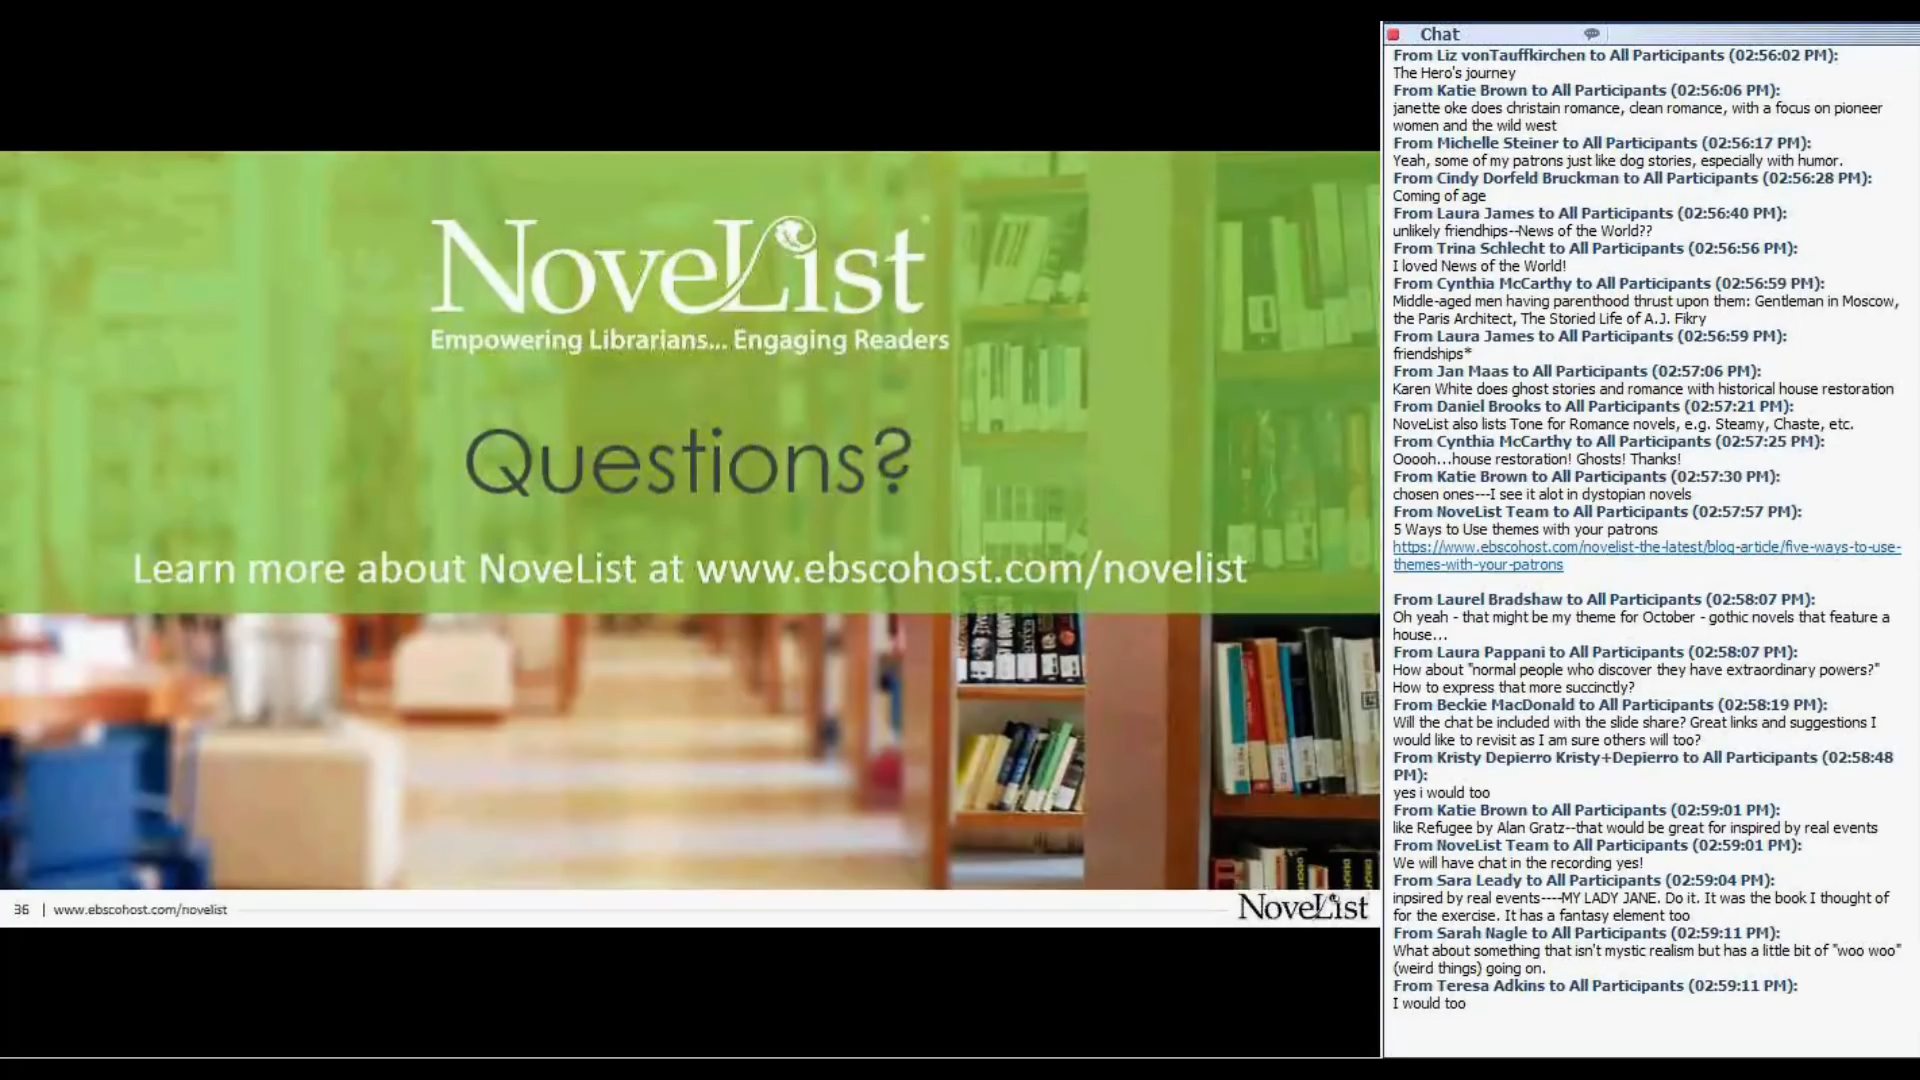 NoveList
Empowering Librarians... Engaging Readers
Questions?
Learn more about NoveList at www.ebscohost.com/novelist
36 | www.ebscohost.com/novelist
NoveList
Chat
From Liz vonTauffkirchen to All Participants (02:56:02 PM):
The Hero's journey
From Katie Brown to All Participants (02:56:06 PM):
janette oke does christain romance, clean romance, with a focus on pioneer
women and the wild west
From Michelle Steiner to All Participants (02:56:17 PM):
Yeah, some of my patrons just like dog stories, especially with humor.
From Cindy Dorfeld Bruckman to All Participants (02:56:28 PM):
Coming of age
From Laura James to All Participants (02:56:40 PM):
unlikely friendhips--News of the World??
From Trina Schlecht to All Participants (02:56:56 PM):
I loved News of the World!
From Cynthia McCarthy to All Participants (02:56:59 PM):
Middle-aged men having parenthood thrust upon them: Gentleman in Moscow,
the Paris Architect, The Storied Life of A.J. Fikry
From Laura James to All Participants (02:56:59 PM):
friendships*
From Jan Maas to All Participants (02:57:06 PM):
Karen White does ghost stories and romance with historical house restoration
From Daniel Brooks to All Participants (02:57:21 PM):
NoveList also lists Tone for Romance novels, e.g. Steamy, Chaste, etc.
From Cynthia McCarthy to All Participants (02:57:25 PM):
Ooooh...house restoration! Ghosts! Thanks!
From Katie Brown to All Participants (02:57:30 PM):
chosen ones---I see it alot in dystopian novels
From NoveList Team to All Participants (02:57:57 PM):
5 Ways to Use themes with your patrons
https://www.ebscohost.com/novelist-the-latest/blog-article/five-ways-to-use-
themes-with-your-patrons
From Laurel Bradshaw to All Participants (02:58:07 PM):
Oh yeah - that might be my theme for October - gothic novels that feature a
house...
From Laura Pappani to All Participants (02:58:07 PM):
How about "normal people who discover they have extraordinary powers?"
How to express that more succinctly?
From Beckie MacDonald to All Participants (02:58:19 PM):
Will the chat be included with the slide share? Great links and suggestions I
would like to revisit as I am sure others will too?
From Kristy Depierro Kristy+Depierro to All Participants (02:58:48
PM):
yes i would too
From Katie Brown to All Participants (02:59:01 PM):
like Refugee by Alan Gratz--that would be great for inspired by real events
From NoveList Team to All Participants (02:59:01 PM):
We will have chat in the recording yes!
From Sara Leady to All Participants (02:59:04 PM):
inpsired by real events----MY LADY JANE. Do it. It was the book I thought of
for the exercise. It has a fantasy element too
From Sarah Nagle to All Participants (02:59:11 PM):
What about something that isn't mystic realism but has a little bit of "woo woo"
(weird things) going on.
From Teresa Adkins to All Participants (02:59:11 PM):
I would too